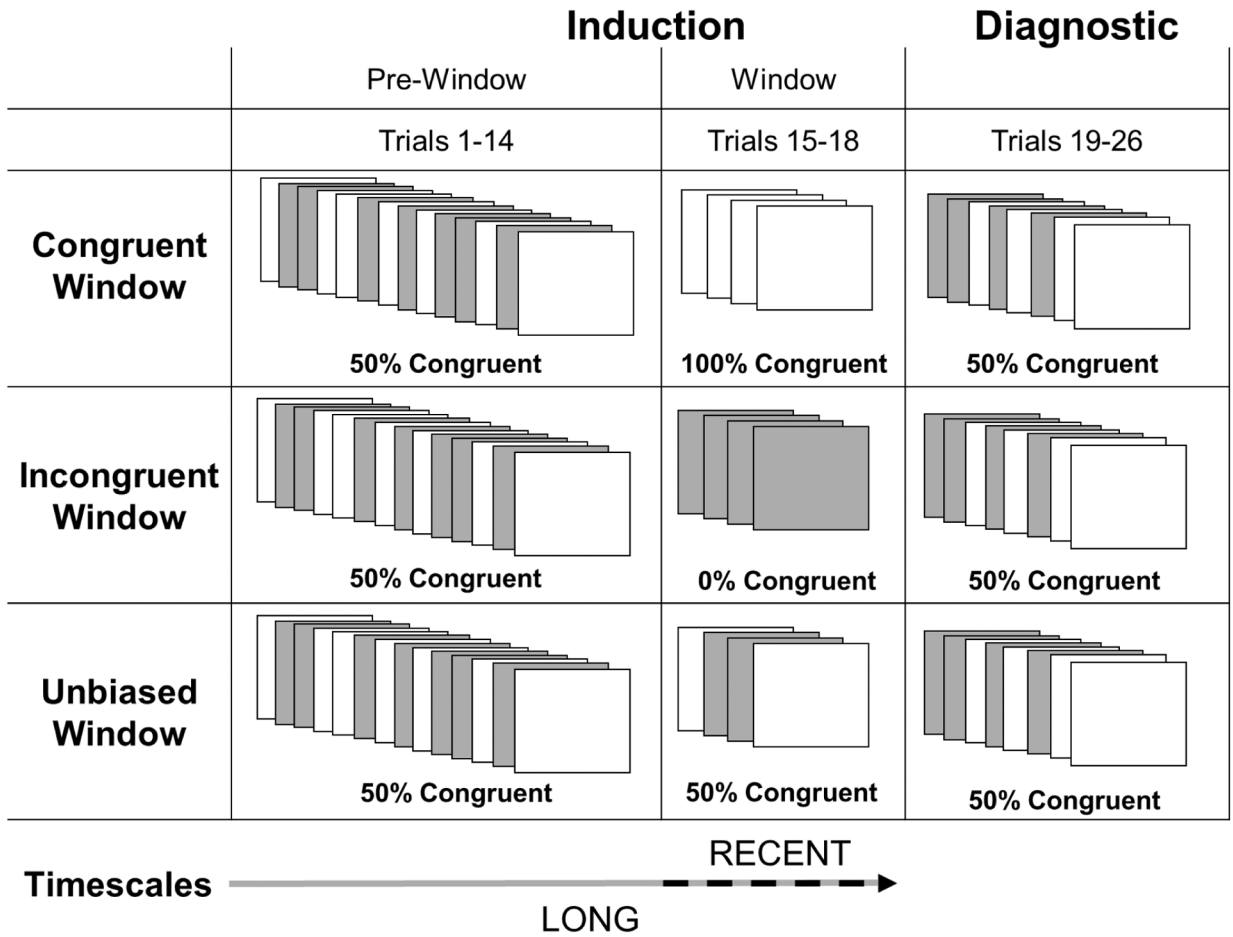 Induction
Diagnostic
Pre-Window
Window
Trials 1-14
Trials 15-18
Trials 19-26
Congruent
Window
50% Congruent
100% Congruent
50% Congruent
Incongruent
Window
50% Congruent
0% Congruent
50% Congruent
Unbiased
Window
50% Congruent
50% Congruent
50% Congruent
RECENT
Timescales
LONG